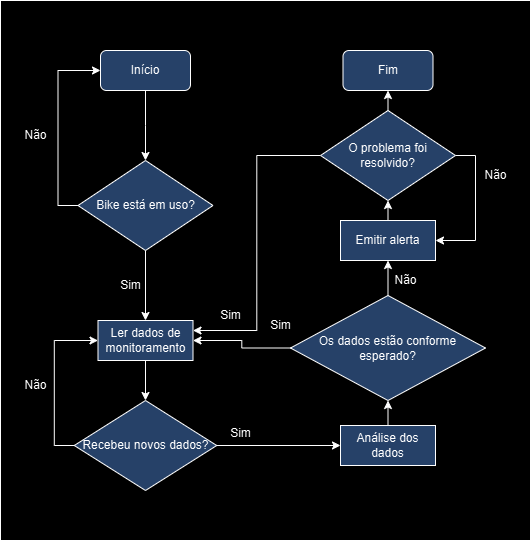 Início
Fim
Não
O problema foi
resolvido?
Não
Bike está em uso?
Emitir alerta
Sim
Não
Sim
Sim
Ler dados de
monitoramento
Os dados estão conforme
esperado?
Não
Recebeu novos dados?
Sim
Análise dos
dados